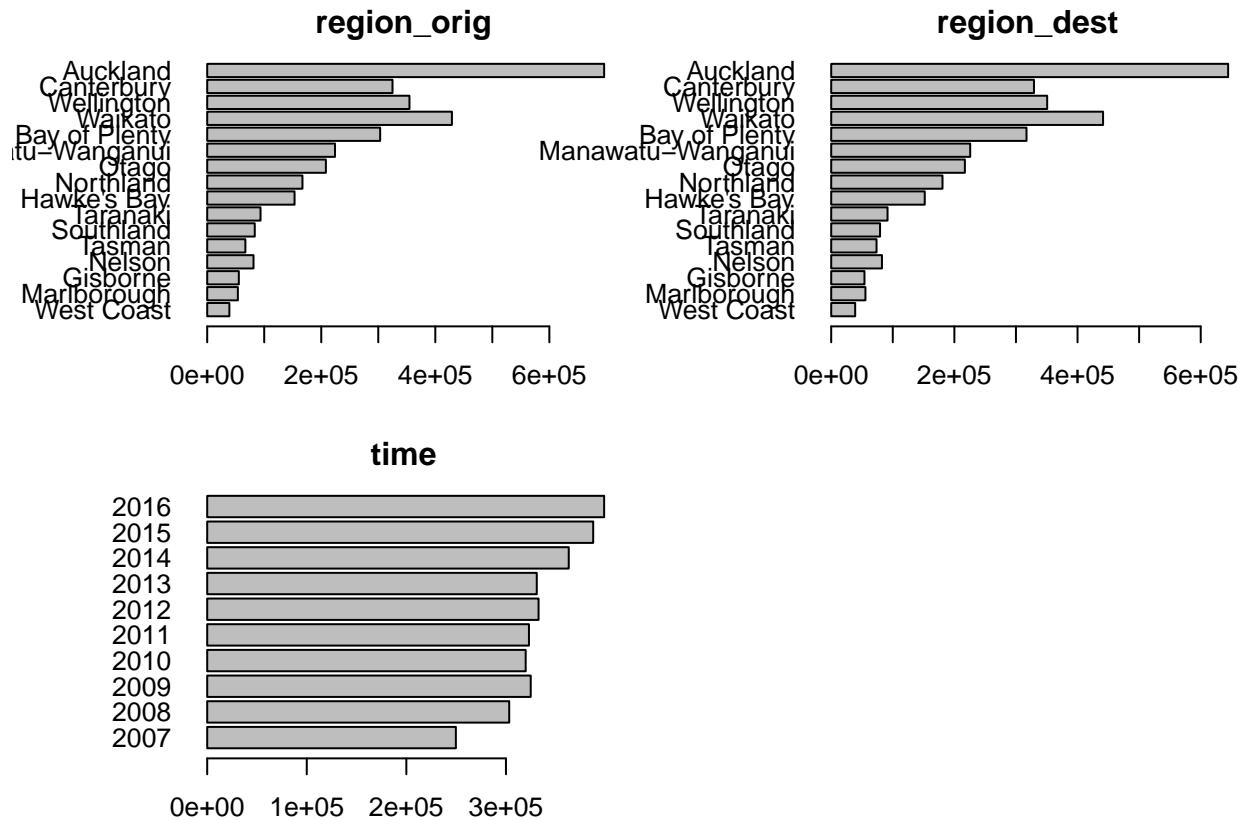 region_orig
Auckland
Canterbury
Wellington
Waikato
Bay of Plenty
atu−Wanganui
Otago
Northland
Hawke's Bay
Taranaki
Southland
Tasman
Nelson
Gisborne
Marlborough
West Coast
0e+00 2e+05 4e+05 6e+05
region_dest
Auckland
Canterbury
Wellington
Waikato
Bay of Plenty
Manawatu−Wanganui
Otago
Northland
Hawke's Bay
Taranaki
Southland
Tasman
Nelson
Gisborne
Marlborough
West Coast
0e+00 2e+05 4e+05 6e+05
time
2016
2015
2014
2013
2012
2011
2010
2009
2008
2007
0e+00 1e+05 2e+05 3e+05